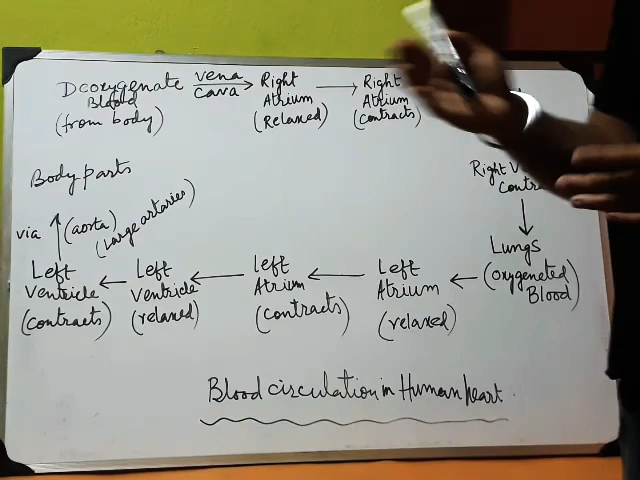 Deoxygenate vena cava Right Right
Blood Atrium Atrium
(from body) (Relaxed) (contracts)
Body parts
Right
Contra
via (aorta)
(Large artaries)
Lungs
(oxygeneted
Blood)
Left Left Left Left
Ventricle Ventricle Atrium Atrium
(contracts) (relaxed) (contracts) (relaxed)
Blood circulation in Human heart.